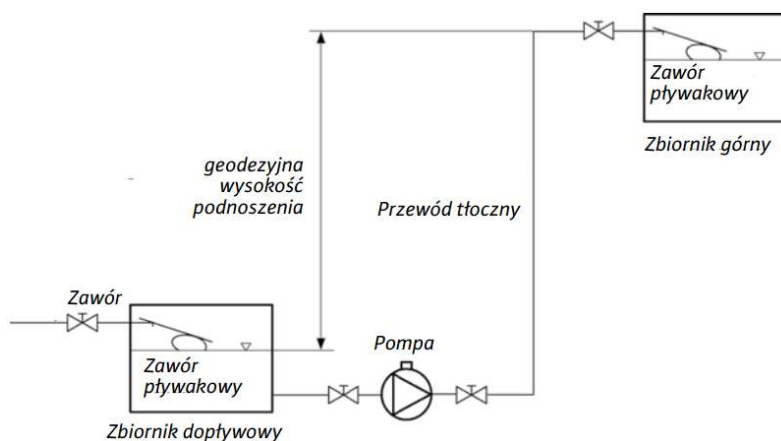 Zawór
pływakowy
Zbiornik górny
geodezyjna
wysokość
podnoszenia
Przewód tłoczny
Zawór
Zawór
pływakowy
Pompa
Zbiornik dopływowy